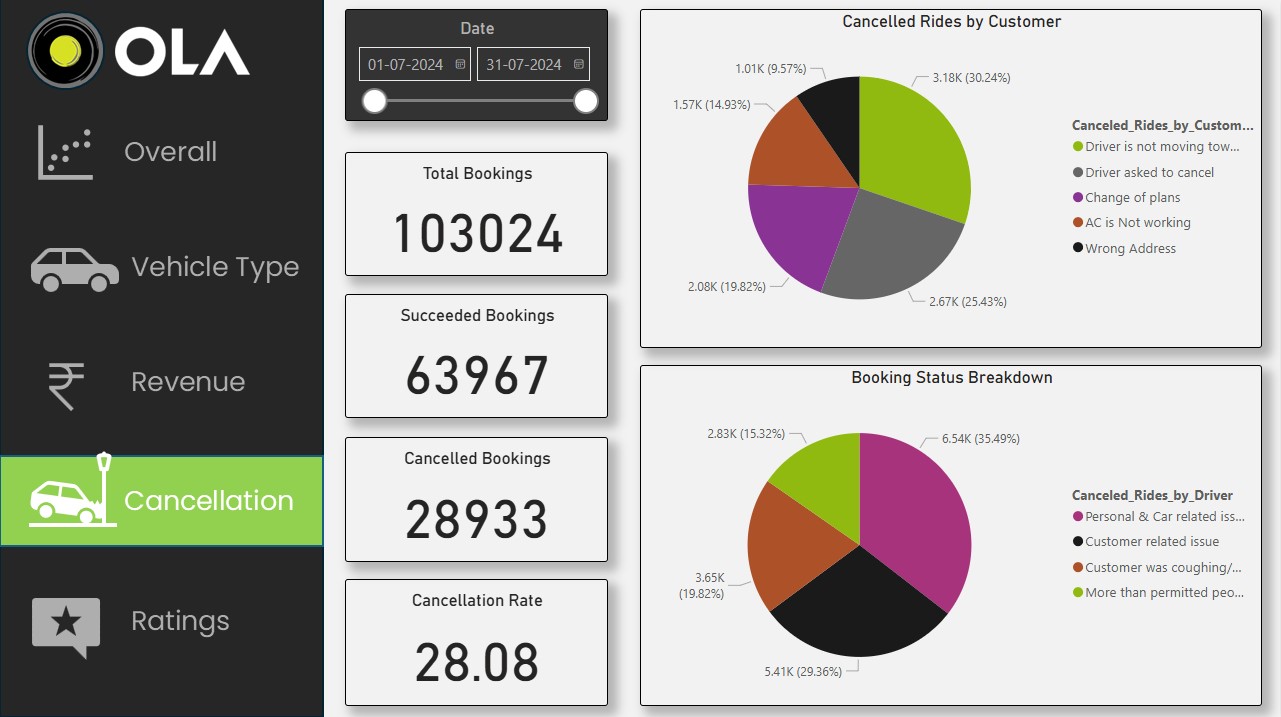 OLA
Overall
Vehicle Type
Revenue
Cancellation
Ratings
Date
01-07-2024
31-07-2024
Total Bookings
103024
Succeeded Bookings
63967
Cancelled Bookings
28933
Cancellation Rate
28.08
Cancelled Rides by Customer
1.01K (9.57%)
3.18K (30.24%)
1.57K (14.93%)
2.08K (19.82%)
2.67K (25.43%)
Canceled_Rides_by_Custom...
Driver is not moving tow...
Driver asked to cancel
Change of plans
AC is Not working
Wrong Address
Booking Status Breakdown
2.83K (15.32%)
6.54K (35.49%)
3.65K
(19.82%)
5.41K (29.36%)
Canceled_Rides_by_Driver
Personal & Car related iss...
Customer related issue
Customer was coughing/...
More than permitted peo...